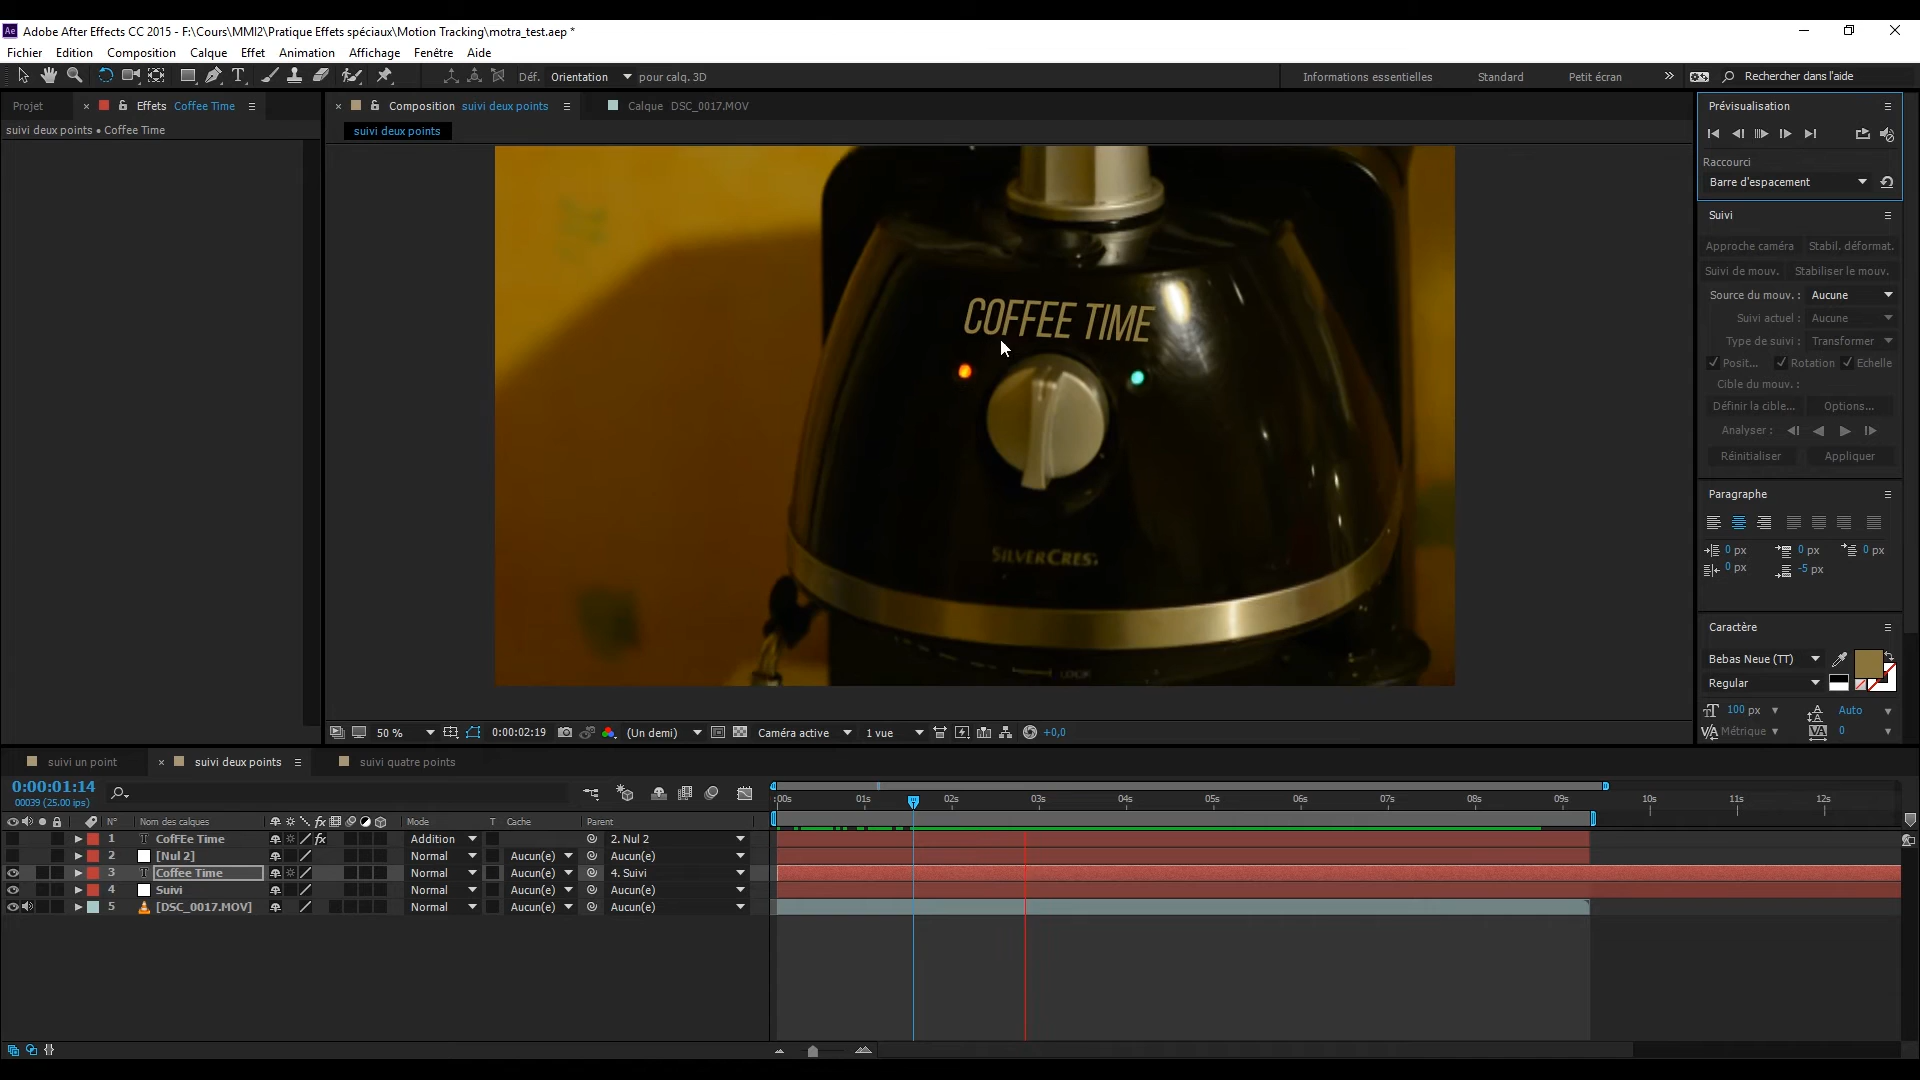 Adobe After Effects CC 2015 - F:\Cours\MMI2\Pratique Effets spéciaux\Motion Tracking\motra_test.aep *
Fichier Edition Composition Calque Effet Animation Affichage Fenêtre Aide
Déf. Orientation pour calq. 3D
Informations essentielles Standard Petit écran » Rechercher dans l'aide
Projet × Effets Coffee Time
suivi deux points • Coffee Time
× Composition suivi deux points
Calque DSC_0017.MOV
suivi deux points
COFFEE TIME
SILVERCREST
LOCK
50 % 0:00:02:19 (Un demi) Caméra active 1 vue +0,0
Prévisualisation
Raccourci
Barre d'espacement
Suivi
Approche caméra Stabil. déformat.
Suivi de mouv. Stabiliser le mouv.
Source du mouv. : Aucune
Suivi actuel : Aucune
Type de suivi : Transformer
Posit... Rotation Echelle
Cible du mouv. :
Définir la cible... Options...
Analyser :
Réinitialiser Appliquer
Paragraphe
0 px 0 px 0 px
0 px -5 px
Caractère
Bebas Neue (TT)
Regular
100 px Auto
Métrique 0
suivi un point × suivi deux points suivi quatre points
0:00:01:14
00039 (25.00 ips)
N° Nom des calques fx Mode T Cache Parent
:00s 01s 02s 03s 04s 05s 06s 07s 08s 09s 10s 11s 12s
1 T CofFEe Time fx Addition 2. Nul 2
2 [Nul 2] Normal Aucun(e) Aucun(e)
3 T Coffee Time Normal Aucun(e) 4. Suivi
4 Suivi Normal Aucun(e) Aucun(e)
5 [DSC_0017.MOV] Normal Aucun(e) Aucun(e)